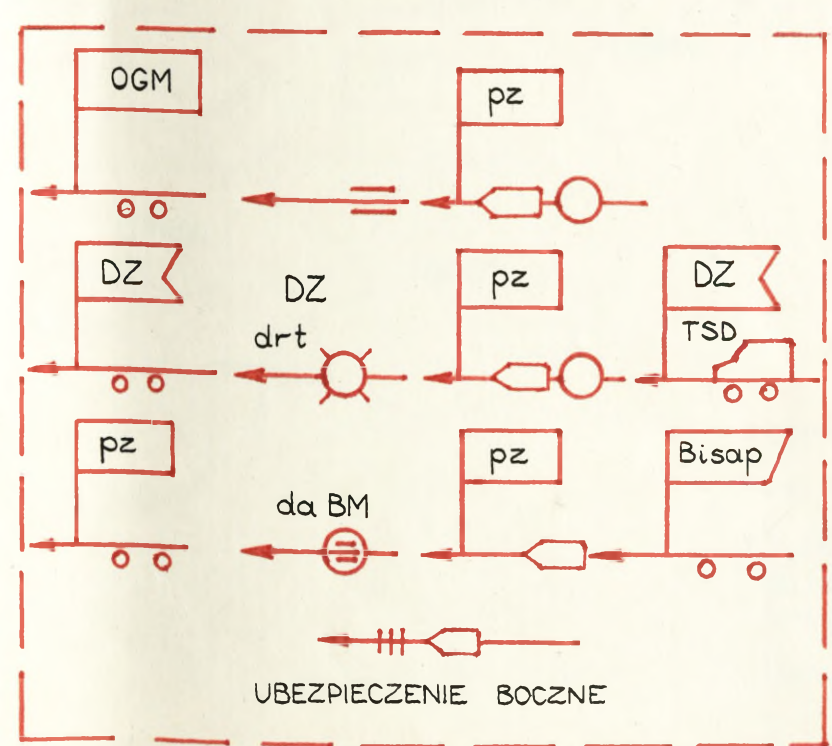 OGM
pz
DZ
DZ
drt
pz
DZ
TSD
pz
da BM
pz
Bisap
UBEZPIECZENIE BOCZNE